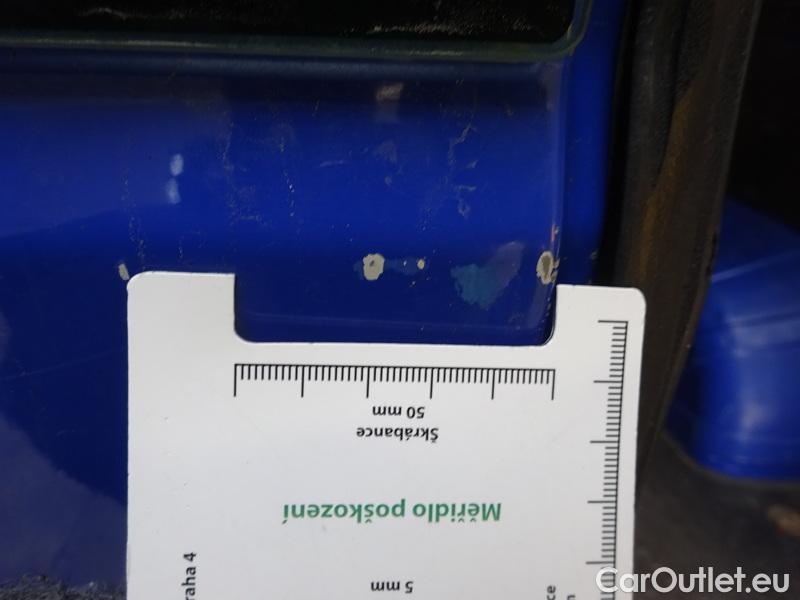 50 mm
Škrábance
Měřidlo poškození
raha 4
5 mm
ce
CarOutlet.eu